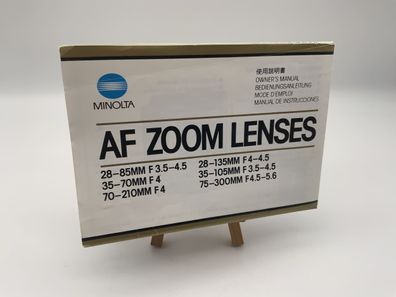 MINOLTA
使用説明書
OWNER'S MANUAL
BEDIENUNGSANLEITUNG
MODE D'EMPLOI
MANUAL DE INSTRUCCIONES
AF ZOOM LENSES
28-85MM F3.5-4.5
35-70MM F4
70-210MM F4
28-135MM F4-4.5
35-105MM F3.5-4.5
75-300MM F4.5-5.6